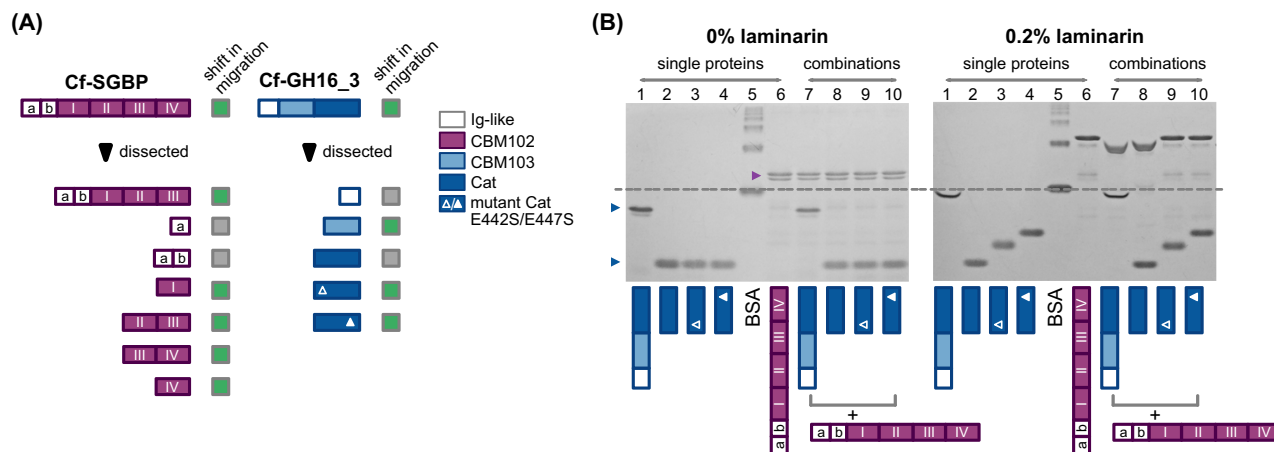 (A)
Cf-SGBP
shift in
migration
Cf-GH16_3
shift in
migration
a b I II III IV
dissected
dissected
a b I II III
a
a b
I
II III
III IV
IV
Ig-like
CBM102
CBM103
Cat
mutant Cat
E442S/E447S
(B)
0% laminarin
0.2% laminarin
single proteins
combinations
single proteins
combinations
1 2 3 4 5 6 7 8 9 10
1 2 3 4 5 6 7 8 9 10
BSA
a b I II III IV
+
a b I II III IV
BSA
a b I II III IV
+
a b I II III IV